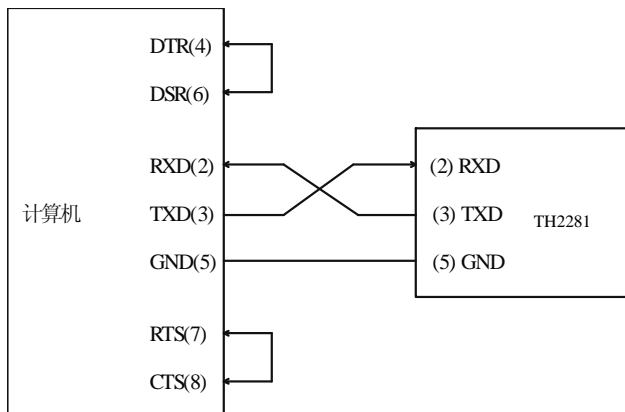 DTR(4)
DSR(6)
RXD(2)
TXD(3)
GND(5)
RTS(7)
CTS(8)
计算机
(2) RXD
(3) TXD
(5) GND
TH2281